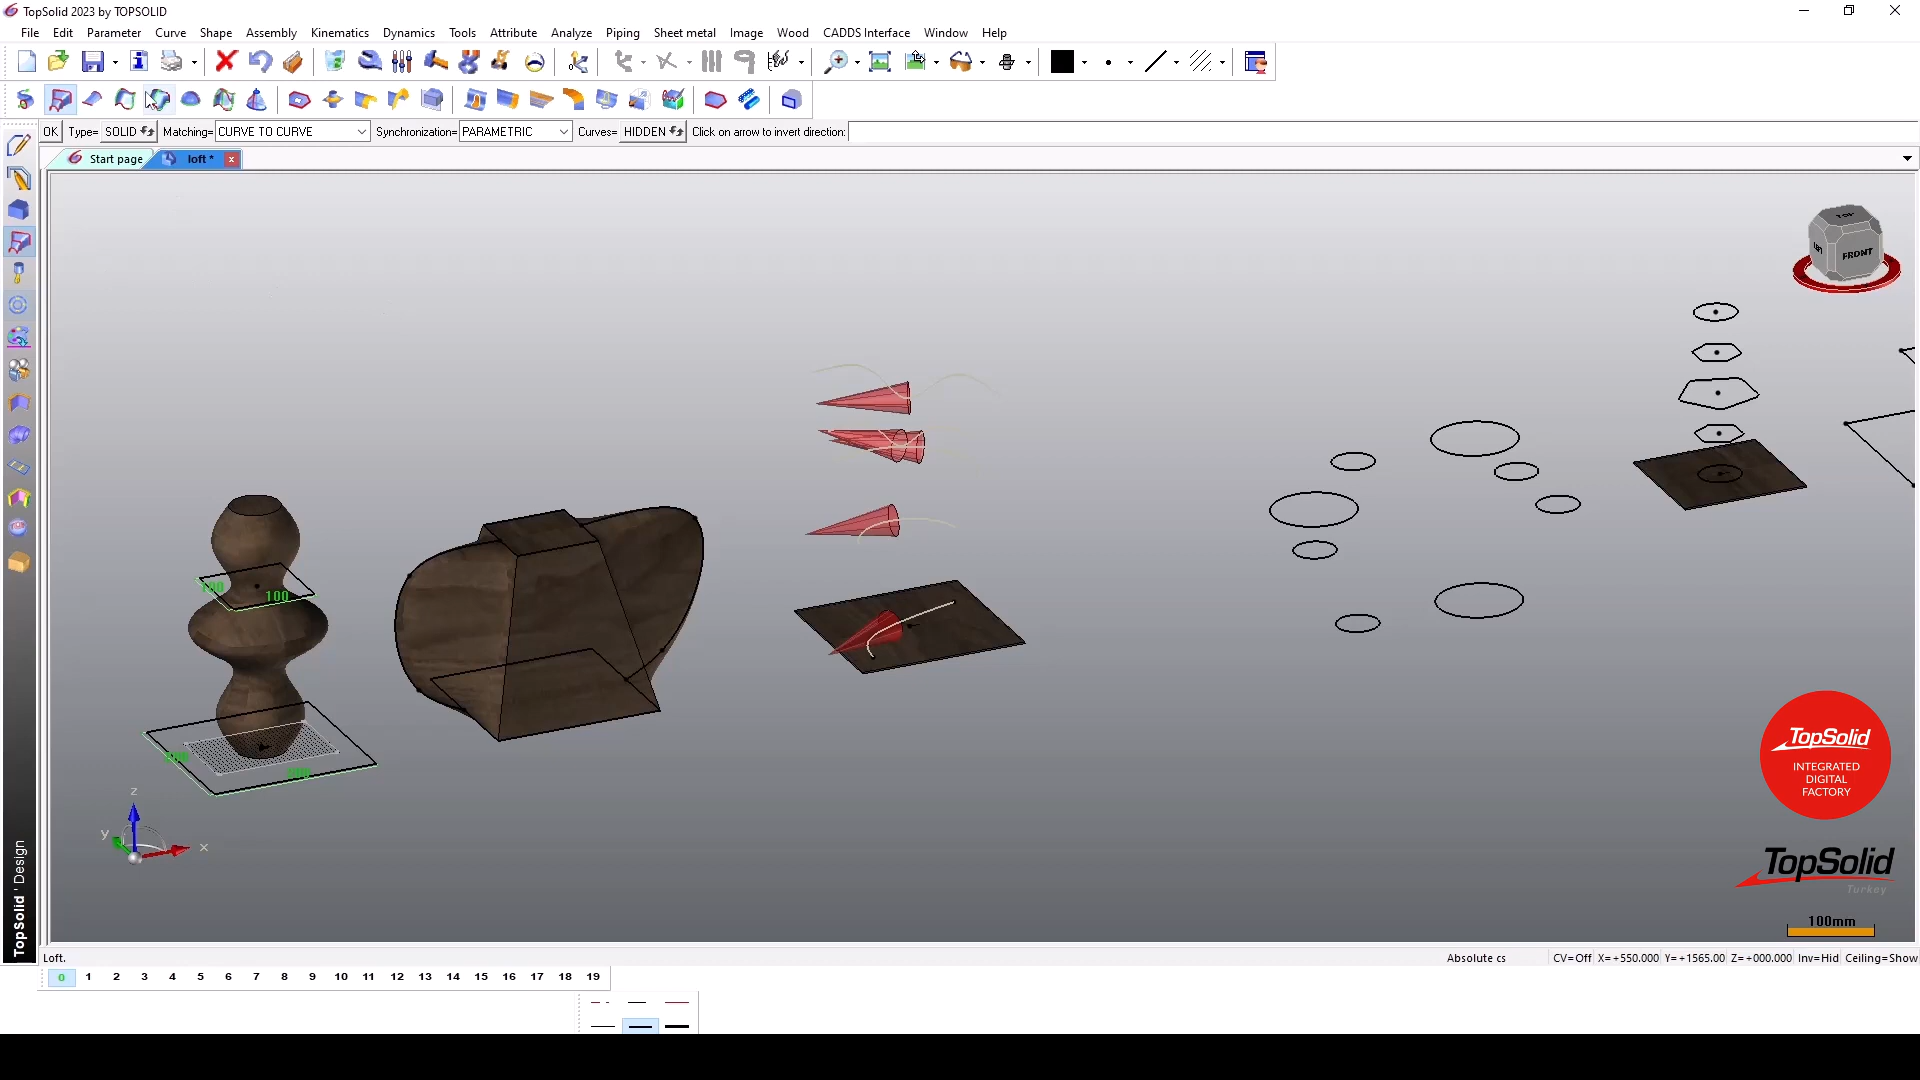 TopSolid 2023 by TOPSOLID
File Edit Parameter Curve Shape Assembly Kinematics Dynamics Tools Attribute Analyze Piping Sheet metal Image Wood CADDS Interface Window Help
OK Type= SOLID Matching= CURVE TO CURVE Synchronization= PARAMETRIC Curves= HIDDEN Click on arrow to invert direction:
Start page loft * x
TOP
FRONT
100
100
z
y
x
TopSolid
INTEGRATED
DIGITAL
FACTORY
TopSolid
Turkey
100mm
TopSolid ' Design
Loft. Absolute cs CV=Off X=+550.000 Y=+1565.00 Z=+000.000 Inv=Hid Ceiling=Show
0 1 2 3 4 5 6 7 8 9 10 11 12 13 14 15 16 17 18 19